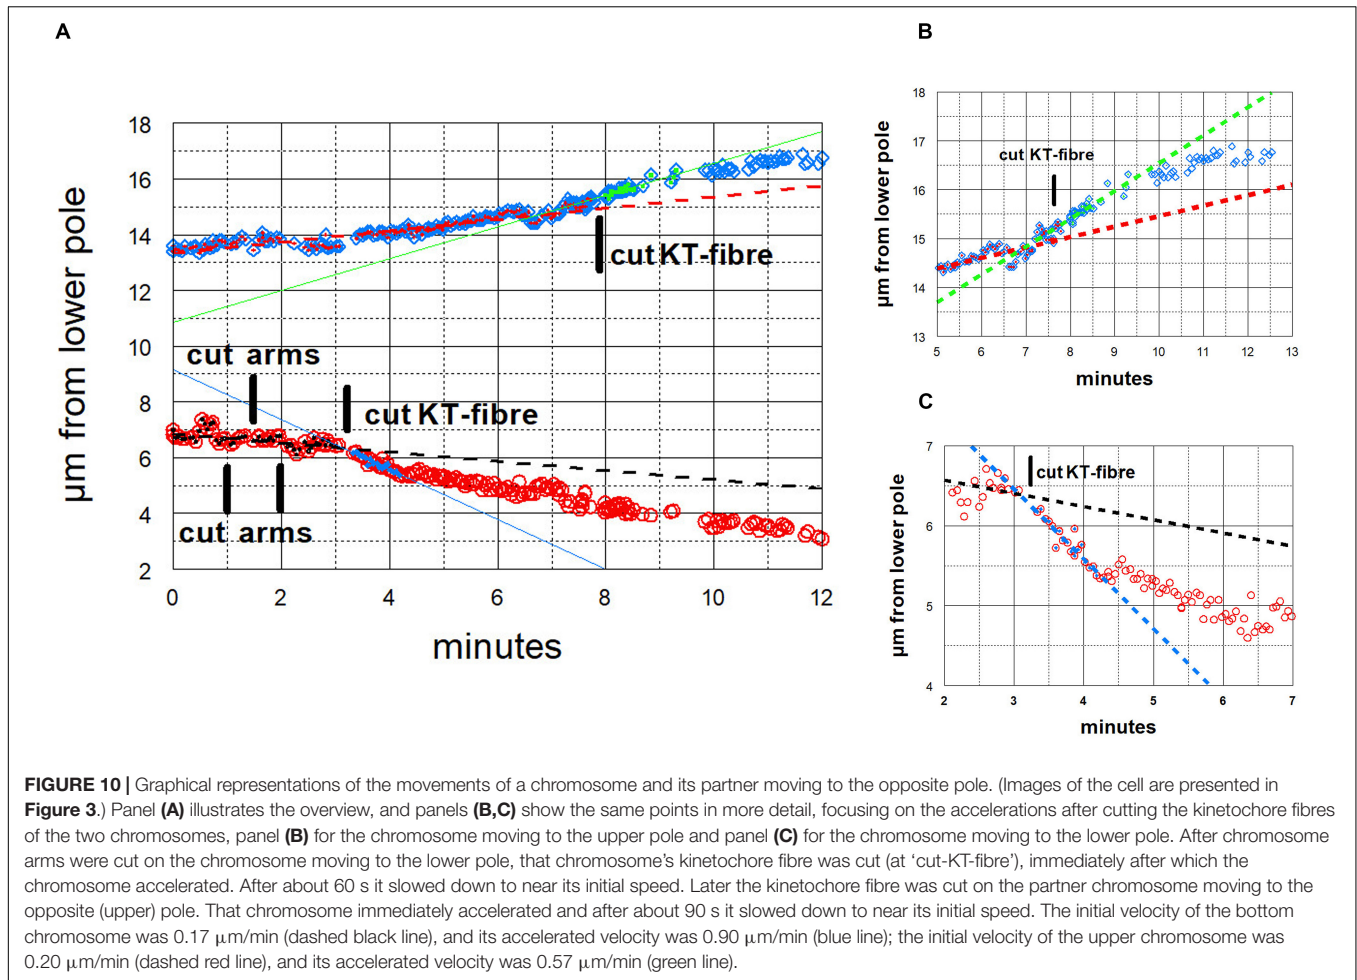 A
18
16
14
12
10
8
6
4
2
0
2
4
6
8
10
12
µm from lower pole
minutes
cut KT-fibre
cut arms
cut KT-fibre
cut arms
B
18
17
16
15
14
13
5
6
7
8
9
10
11
12
13
µm from lower pole
minutes
cut KT-fibre
C
7
6
5
4
2
3
4
5
6
7
µm from lower pole
minutes
cut KT-fibre
FIGURE 10 | Graphical representations of the movements of a chromosome and its partner moving to the opposite pole. (Images of the cell are presented in
Figure 3.) Panel (A) illustrates the overview, and panels (B,C) show the same points in more detail, focusing on the accelerations after cutting the kinetochore fibres
of the two chromosomes, panel (B) for the chromosome moving to the upper pole and panel (C) for the chromosome moving to the lower pole. After chromosome
arms were cut on the chromosome moving to the lower pole, that chromosome's kinetochore fibre was cut (at 'cut-KT-fibre'), immediately after which the
chromosome accelerated. After about 60 s it slowed down to near its initial speed. Later the kinetochore fibre was cut on the partner chromosome moving to the
opposite (upper) pole. That chromosome immediately accelerated and after about 90 s it slowed down to near its initial speed. The initial velocity of the bottom
chromosome was 0.17 µm/min (dashed black line), and its accelerated velocity was 0.90 µm/min (blue line); the initial velocity of the upper chromosome was
0.20 µm/min (dashed red line), and its accelerated velocity was 0.57 µm/min (green line).